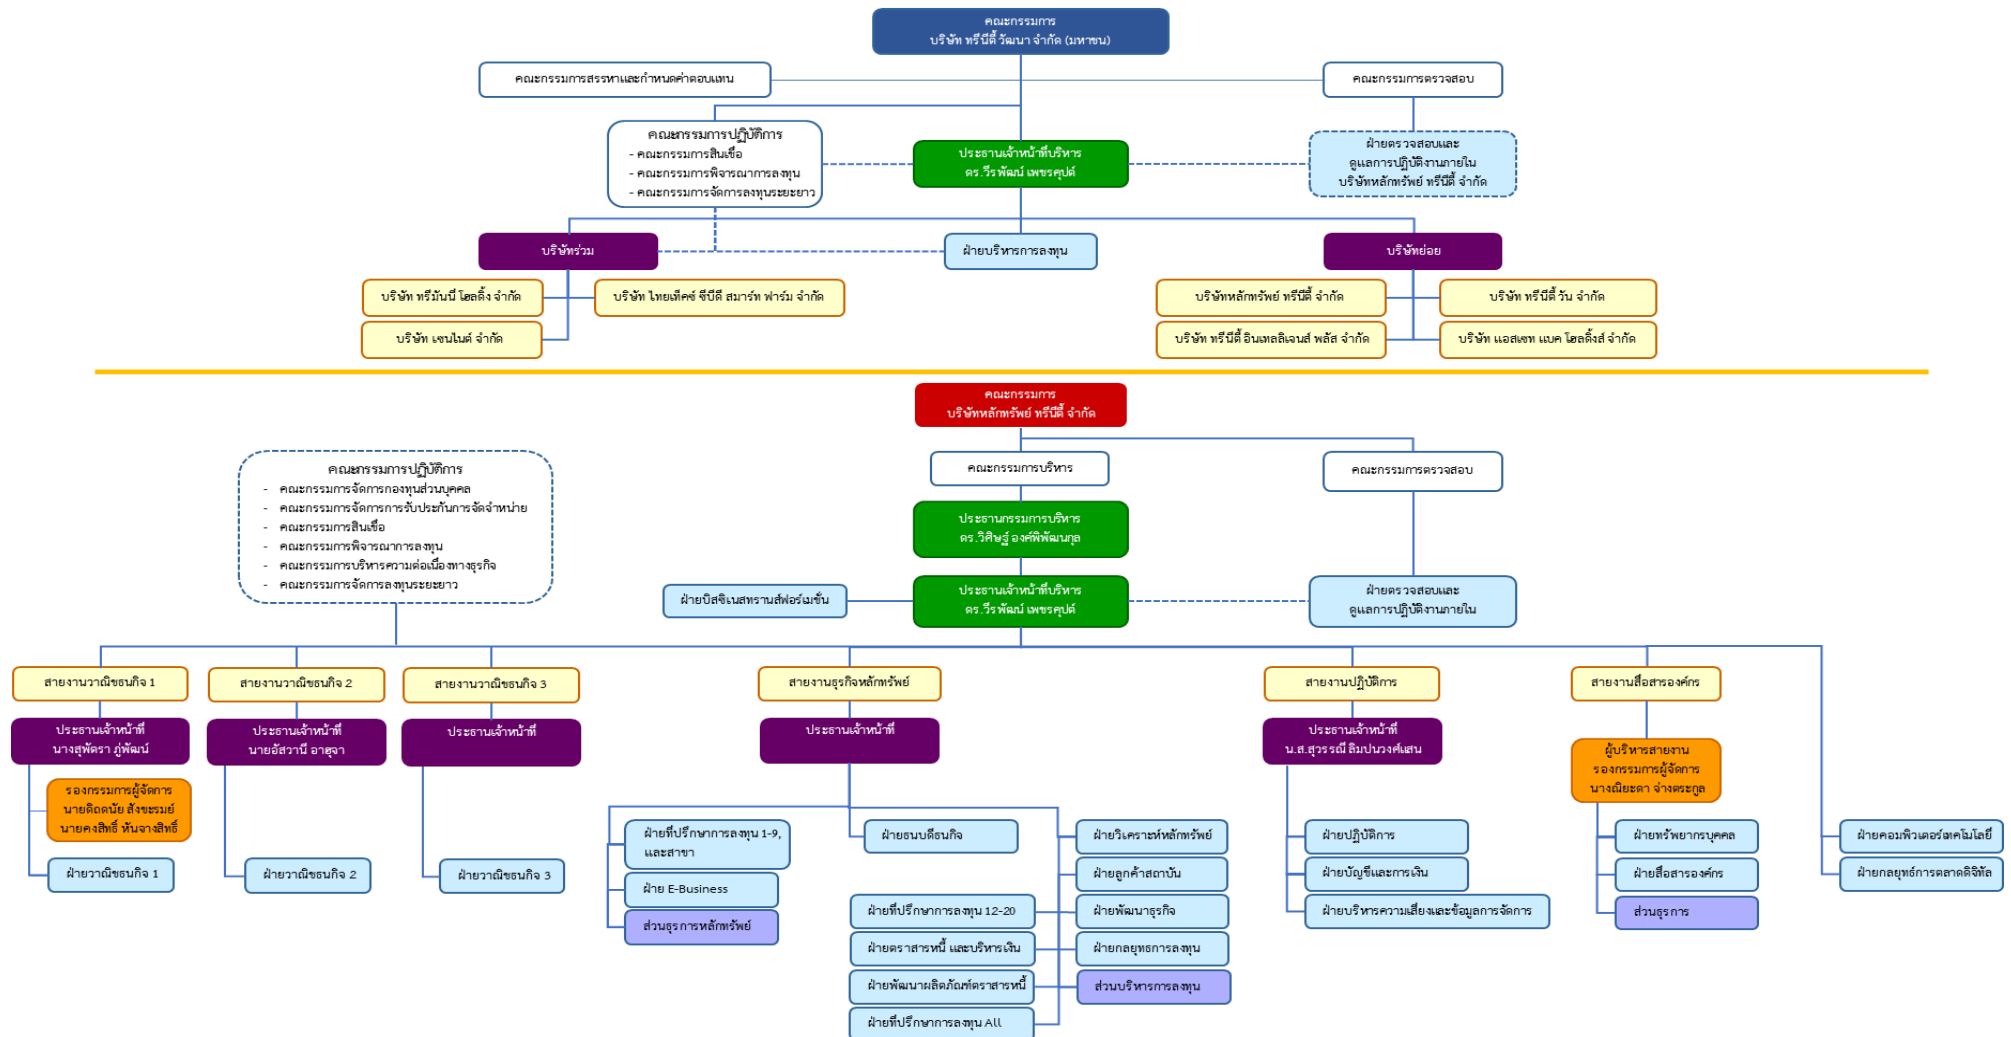 คณะกรรมการ
บริษัท ทรีนีตี้ วัฒนา จำกัด (มหาชน)
คณะกรรมการสรรหาและกำหนดค่าตอบแทน
คณะกรรมการตรวจสอบ
คณะกรรมการปฏิบัติการ
- คณะกรรมการสินเชื่อ
- คณะกรรมการพิจารณาการลงทุน
- คณะกรรมการจัดการลงทุนระยะยาว
ประธานเจ้าหน้าที่บริหาร
ดร.วีรพัฒน์ เพชรคุปต์
ฝ่ายตรวจสอบและ
ดูแลการปฏิบัติงานภายใน
บริษัทหลักทรัพย์ ทรีนีตี้ จำกัด
บริษัทร่วม
ฝ่ายบริหารการลงทุน
บริษัทย่อย
บริษัท ทรีมันนี่ โฮลดิ้ง จำกัด
บริษัท ไทยเท็คซ์ ซีบีดี สมาร์ท ฟาร์ม จำกัด
บริษัทหลักทรัพย์ ทรีนีตี้ จำกัด
บริษัท ทรีนีตี้ วัน จำกัด
บริษัท เซนไนต์ จำกัด
บริษัท ทรีนีตี้ อินเทลลิเจนส์ พลัส จำกัด
บริษัท แอสเซท แบค โฮลดิ้งส์ จำกัด
คณะกรรมการ
บริษัทหลักทรัพย์ ทรีนีตี้ จำกัด
คณะกรรมการปฏิบัติการ
- คณะกรรมการจัดการกองทุนส่วนบุคคล
- คณะกรรมการจัดการการรับประกันการจัดจำหน่าย
- คณะกรรมการสินเชื่อ
- คณะกรรมการพิจารณาการลงทุน
- คณะกรรมการบริหารความต่อเนื่องทางธุรกิจ
- คณะกรรมการจัดการลงทุนระยะยาว
คณะกรรมการบริหาร
คณะกรรมการตรวจสอบ
ประธานกรรมการบริหาร
ดร.วิศิษฐ์ องค์พิพัฒนกุล
ฝ่ายบิสซิเนสทรานส์ฟอร์เมชั่น
ประธานเจ้าหน้าที่บริหาร
ดร.วีรพัฒน์ เพชรคุปต์
ฝ่ายตรวจสอบและ
ดูแลการปฏิบัติงานภายใน
สายงานวาณิชธนกิจ 1
สายงานวาณิชธนกิจ 2
สายงานวาณิชธนกิจ 3
สายงานธุรกิจหลักทรัพย์
สายงานปฏิบัติการ
สายงานสื่อสารองค์กร
ประธานเจ้าหน้าที่
นางสุพัตรา ภู่พัฒน์
ประธานเจ้าหน้าที่
นายอัสวานี อาฮูจา
ประธานเจ้าหน้าที่
ประธานเจ้าหน้าที่
ประธานเจ้าหน้าที่
น.ส.สุวรรณี ลิมปนวงศ์แสน
ผู้บริหารสายงาน
รองกรรมการผู้จัดการ
นางณิยะดา จ่างตระกูล
รองกรรมการผู้จัดการ
นายดิถดนัย สังขะรมย์
นายคงสิทธิ์ หันจางสิทธิ์
ฝ่ายวาณิชธนกิจ 1
ฝ่ายวาณิชธนกิจ 2
ฝ่ายวาณิชธนกิจ 3
ฝ่ายที่ปรึกษาการลงทุน 1-9,
และสาขา
ฝ่าย E-Business
ส่วนธุรการหลักทรัพย์
ฝ่ายธนบดีธนกิจ
ฝ่ายที่ปรึกษาการลงทุน 12-20
ฝ่ายตราสารหนี้ และบริหารเงิน
ฝ่ายพัฒนาผลิตภัณฑ์ตราสารหนี้
ฝ่ายที่ปรึกษาการลงทุน All
ฝ่ายวิเคราะห์หลักทรัพย์
ฝ่ายลูกค้าสถาบัน
ฝ่ายพัฒนาธุรกิจ
ฝ่ายกลยุทธการลงทุน
ส่วนบริหารการลงทุน
ฝ่ายปฏิบัติการ
ฝ่ายบัญชีและการเงิน
ฝ่ายบริหารความเสี่ยงและข้อมูลการจัดการ
ฝ่ายทรัพยากรบุคคล
ฝ่ายสื่อสารองค์กร
ส่วนธุรการ
ฝ่ายคอมพิวเตอร์เทคโนโลยี่
ฝ่ายกลยุทธ์การตลาดดิจิทัล